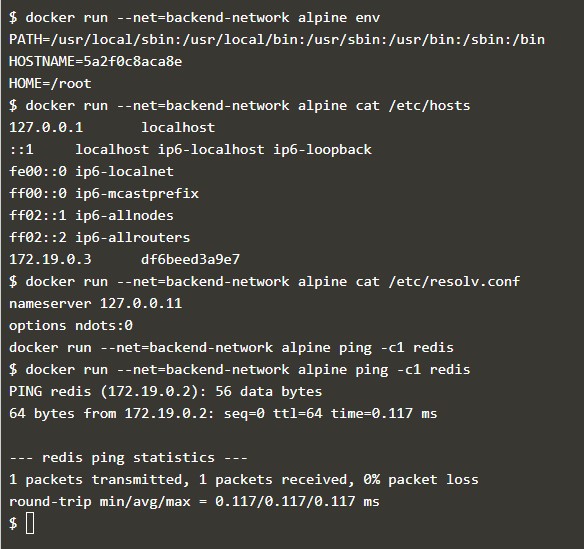 $ docker run --net=backend-network alpine env
PATH=/usr/local/sbin:/usr/local/bin:/usr/sbin:/usr/bin:/sbin:/bin
HOSTNAME=5a2f0c8aca8e
HOME=/root
$ docker run --net=backend-network alpine cat /etc/hosts
127.0.0.1       localhost
::1     localhost ip6-localhost ip6-loopback
fe00::0 ip6-localnet
ff00::0 ip6-mcastprefix
ff02::1 ip6-allnodes
ff02::2 ip6-allrouters
172.19.0.3      df6beed3a9e7
$ docker run --net=backend-network alpine cat /etc/resolv.conf
nameserver 127.0.0.11
options ndots:0
docker run --net=backend-network alpine ping -c1 redis
$ docker run --net=backend-network alpine ping -c1 redis
PING redis (172.19.0.2): 56 data bytes
64 bytes from 172.19.0.2: seq=0 ttl=64 time=0.117 ms

--- redis ping statistics ---
1 packets transmitted, 1 packets received, 0% packet loss
round-trip min/avg/max = 0.117/0.117/0.117 ms
$